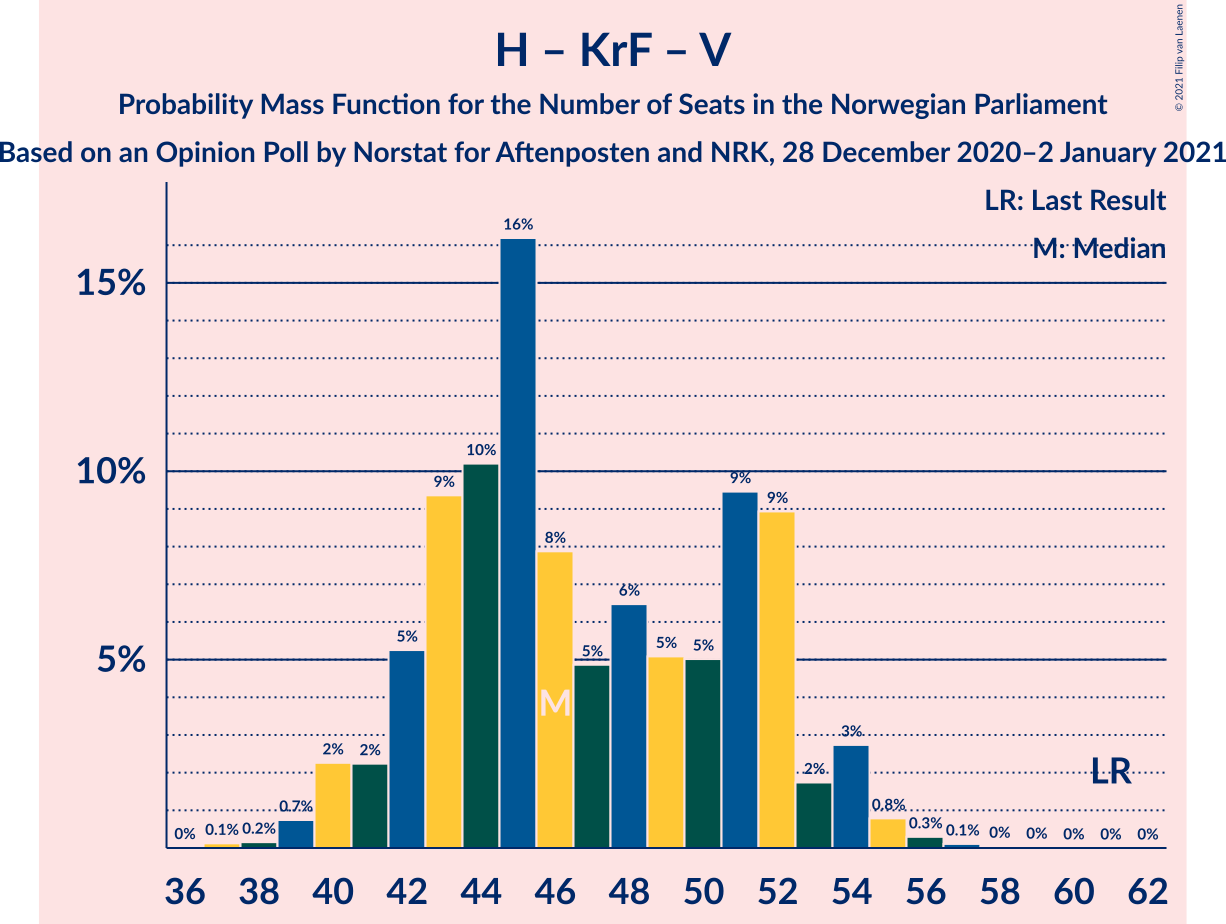 H – KrF – V
Probability Mass Function for the Number of Seats in the Norwegian Parliament
Based on an Opinion Poll by Norstat for Aftenposten and NRK, 28 December 2020–2 January 2021
© 2021 Filip van Laenen
LR: Last Result
M: Median
15%
10%
5%
0% 0.1% 0.2% 0.7% 2% 2% 5% 9% 10% 16% 8% 5% 6% 5% 5% 9% 9% 2% 3% 0.8% 0.3% 0.1% 0% 0% 0% 0% 0%
M
LR
36 38 40 42 44 46 48 50 52 54 56 58 60 62